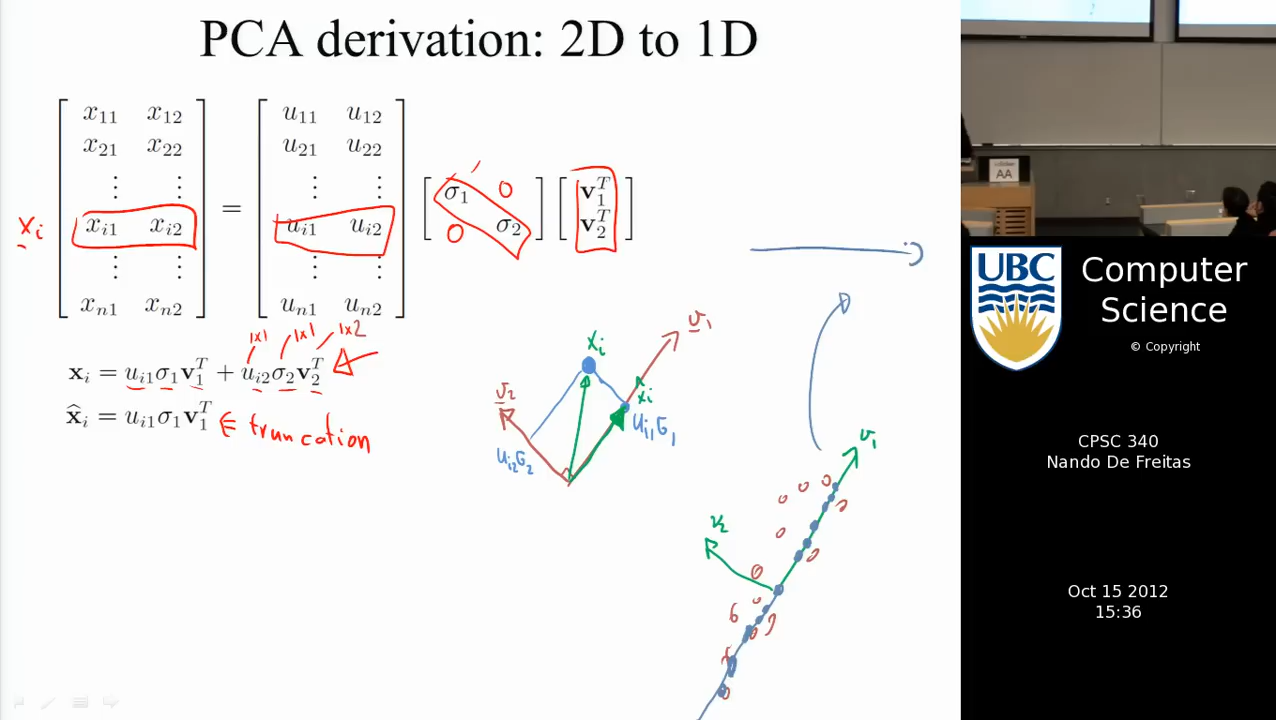 PCA derivation: 2D to 1D
x₁₁ x₁₂ u₁₁ u₁₂
x₂₁ x₂₂ u₂₁ u₂₂
⋮ ⋮ ⋮ ⋮ σ₁ 0 v₁ᵀ
xᵢ xᵢ₁ xᵢ₂ = uᵢ₁ uᵢ₂ 0 σ₂ v₂ᵀ
⋮ ⋮ ⋮ ⋮
xₙ₁ xₙ₂ uₙ₁ uₙ₂
1x1 1x1 1x2
xᵢ = uᵢ₁σ₁v₁ᵀ + uᵢ₂σ₂v₂ᵀ
x̂ᵢ = uᵢ₁σ₁v₁ᵀ ∈ truncation
v₁
xᵢ
v₂
x̂ᵢ
uᵢ₁σ₁
uᵢ₂σ₂
v₁
v₂
AA
UBC
Computer
Science
© Copyright
CPSC 340
Nando De Freitas
Oct 15 2012
15:36